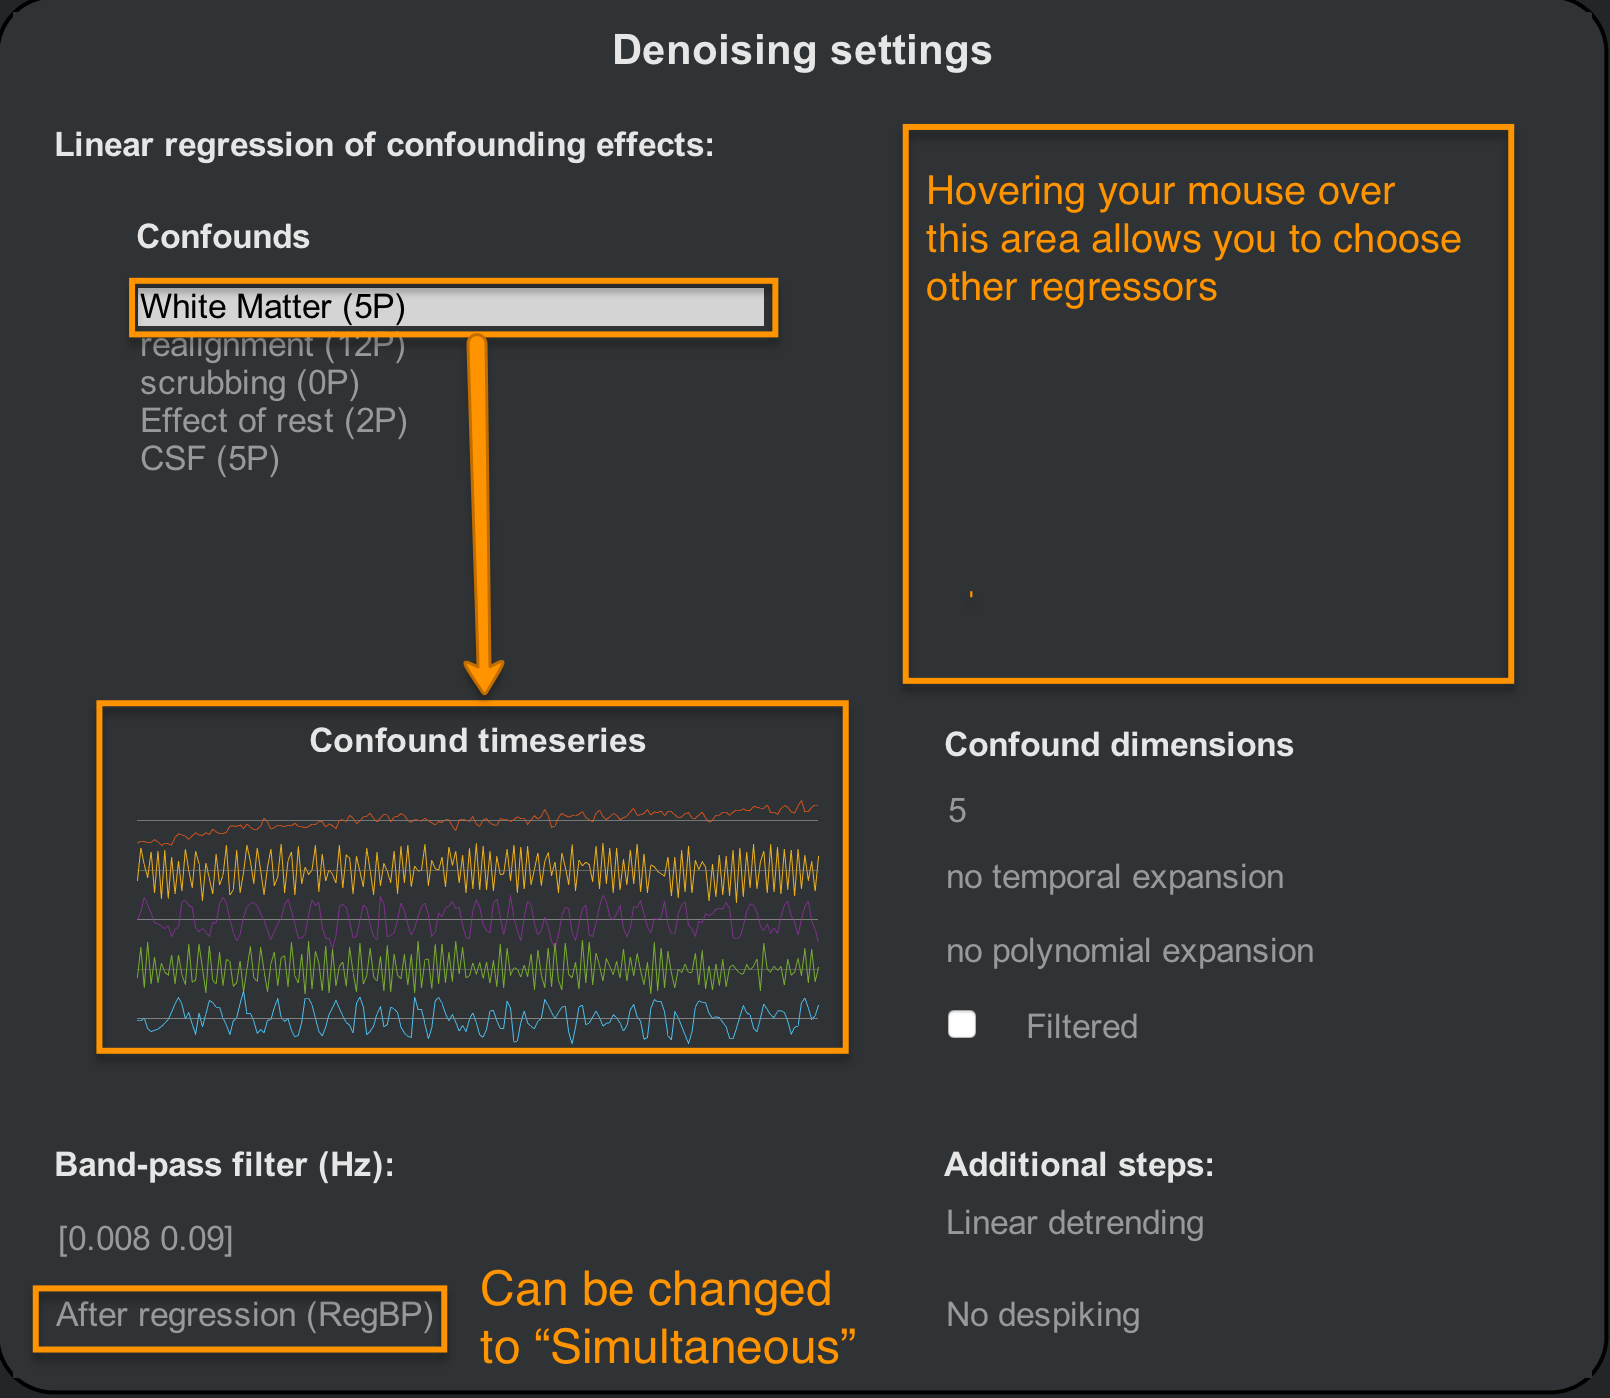 Denoising settings
Linear regression of confounding effects:
Confounds
White Matter (5P)
realignment (12P)
scrubbing (0P)
Effect of rest (2P)
CSF (5P)
Hovering your mouse over
this area allows you to choose
other regressors
Confound timeseries
Confound dimensions
5
no temporal expansion
no polynomial expansion
Filtered
Band-pass filter (Hz):
[0.008 0.09]
After regression (RegBP)
Can be changed
to “Simultaneous”
Additional steps:
Linear detrending
No despiking